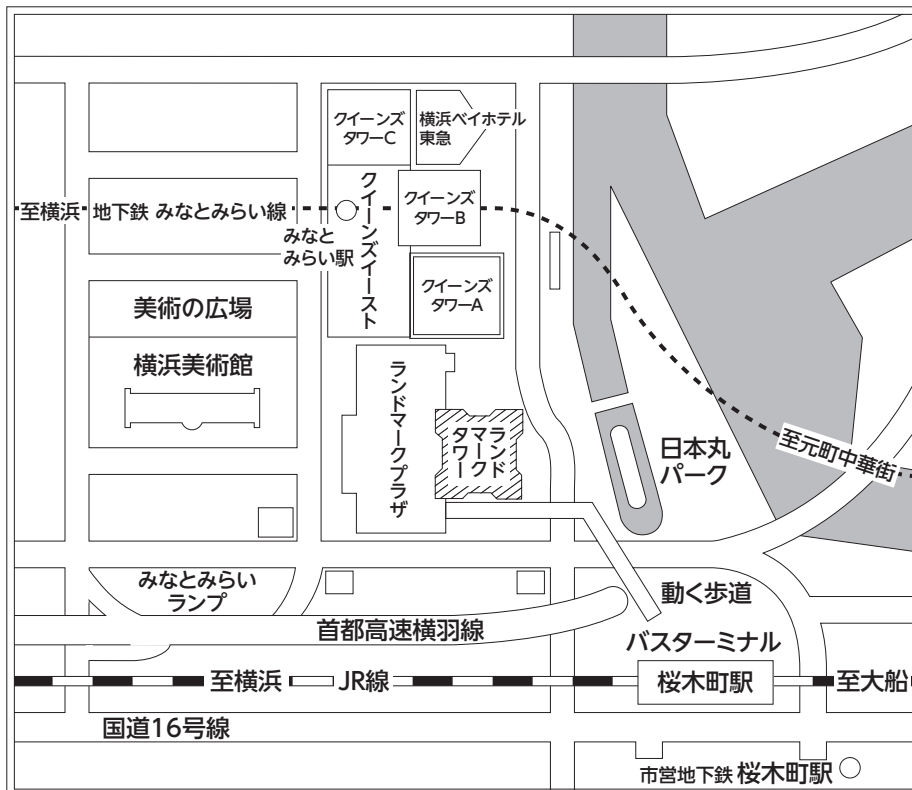 クイーンズ
タワーC
横浜ベイホテル
東急
至横浜
地下鉄 みなとみらい線
クイーンズイースト
クイーンズ
タワーB
みなと
みらい駅
クイーンズ
タワーA
美術の広場
横浜美術館
ランドマークプラザ
ランド
マーク
タワー
日本丸
パーク
至元町中華街
みなとみらい
ランプ
動く歩道
首都高速横羽線
バスターミナル
至横浜
JR線
桜木町駅
至大船
国道16号線
市営地下鉄 桜木町駅